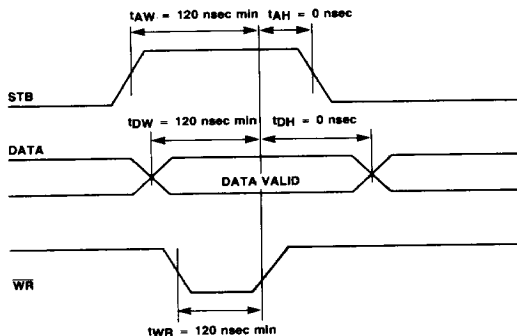 tAW = 120 nsec min tAH = 0 nsec
STB
tDW = 120 nsec min tDH = 0 nsec
DATA
DATA VALID
WR
tWR = 120 nsec min